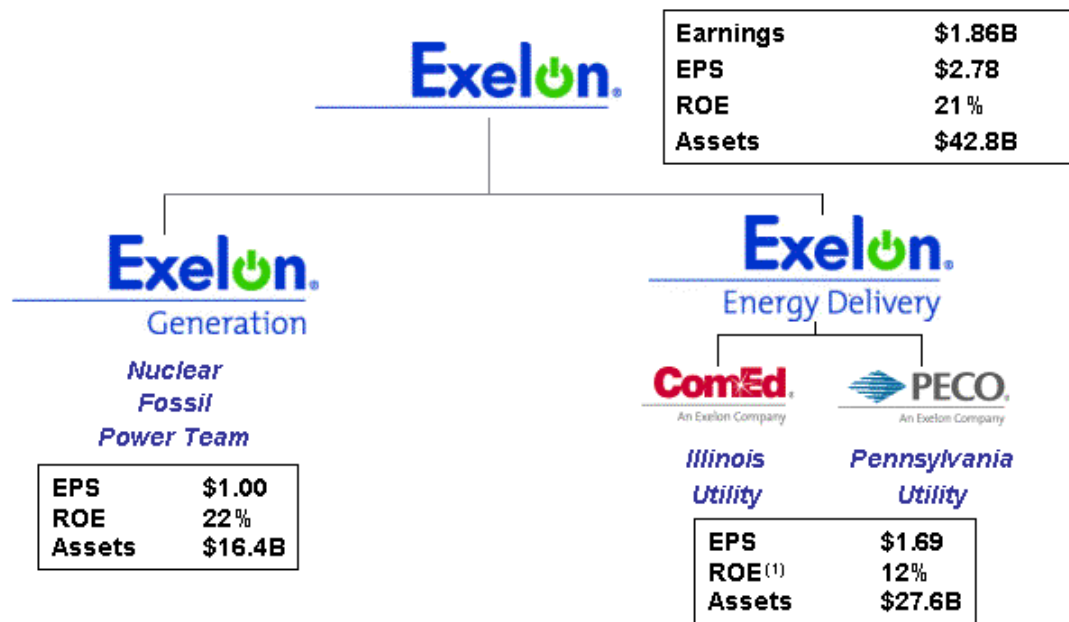 Exelon®
Earnings $1.86B
EPS $2.78
ROE 21%
Assets $42.8B
Exelon®
Generation
Nuclear
Fossil
Power Team
EPS $1.00
ROE 22%
Assets $16.4B
Exelon®
Energy Delivery
ComEd®
An Exelon Company
Illinois
Utility
PECO®
An Exelon Company
Pennsylvania
Utility
EPS $1.69
ROE(1) 12%
Assets $27.6B